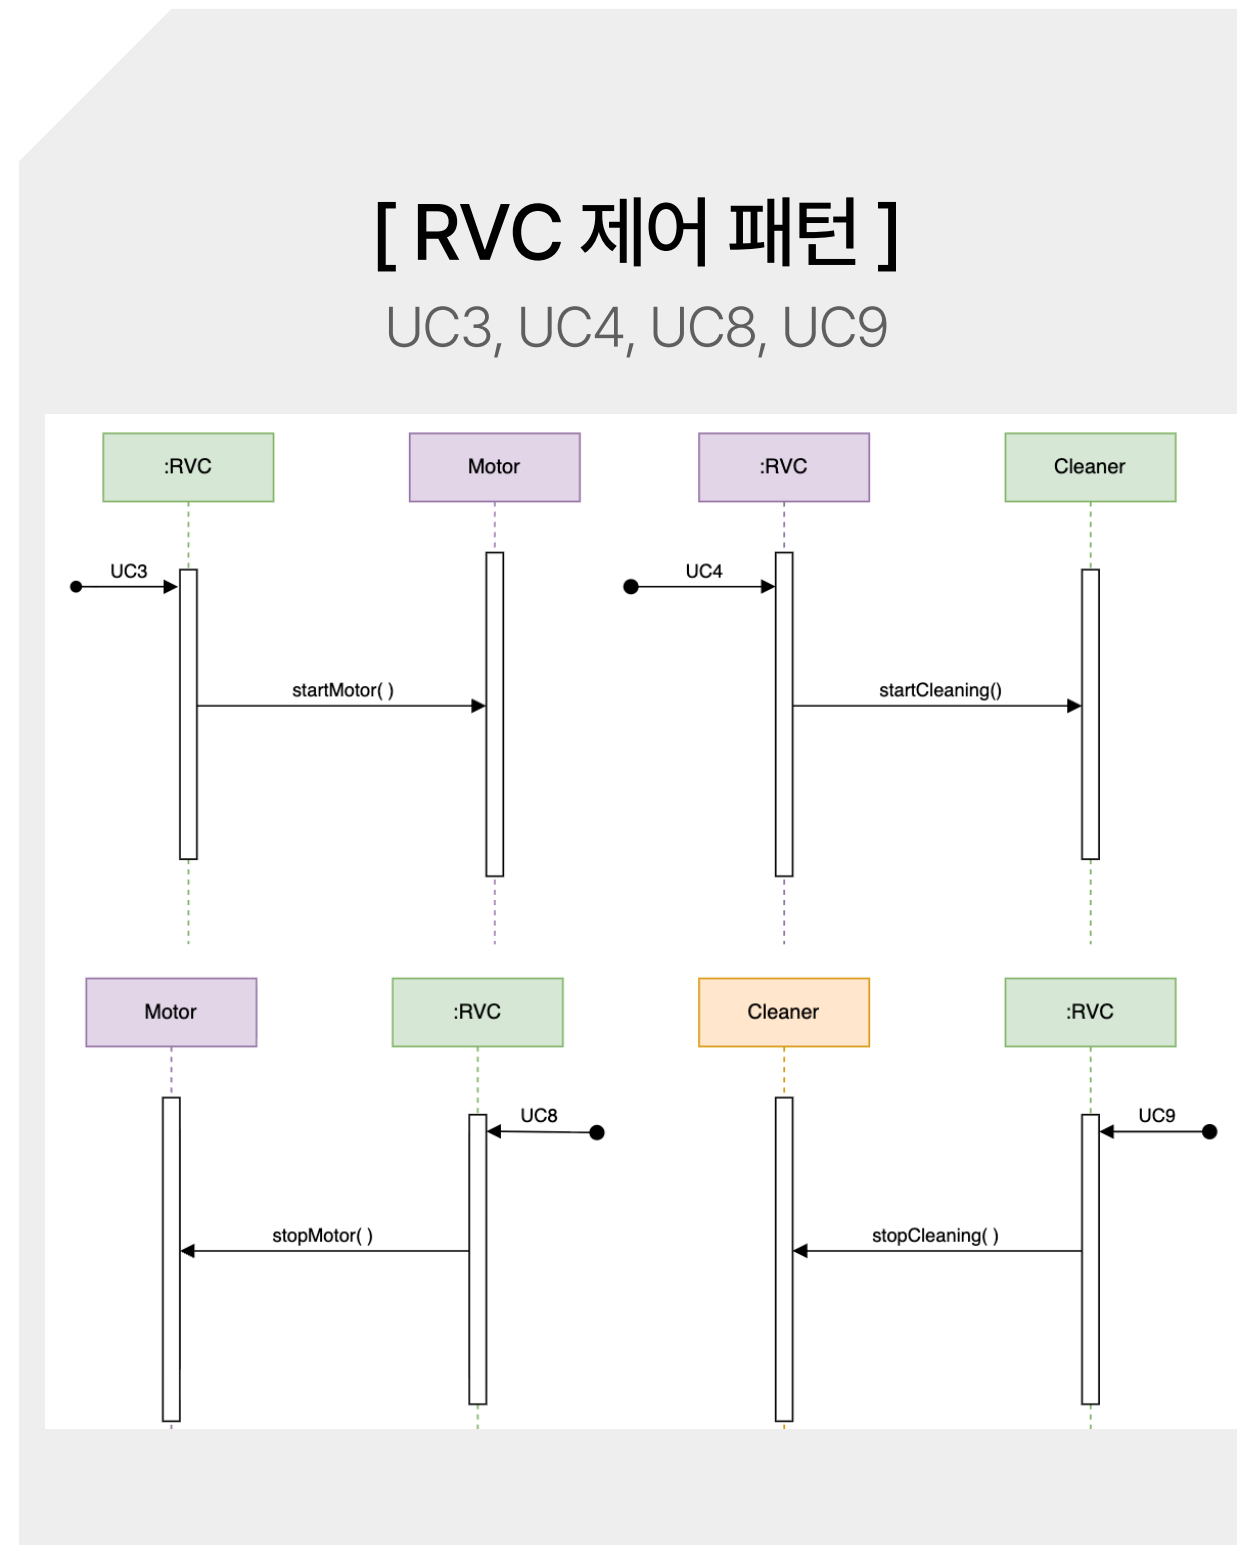 [ RVC 제어 패턴 ]
UC3, UC4, UC8, UC9
:RVC
Motor
UC3
startMotor( )
:RVC
Cleaner
UC4
startCleaning()
Motor
:RVC
UC8
stopMotor( )
Cleaner
:RVC
UC9
stopCleaning( )